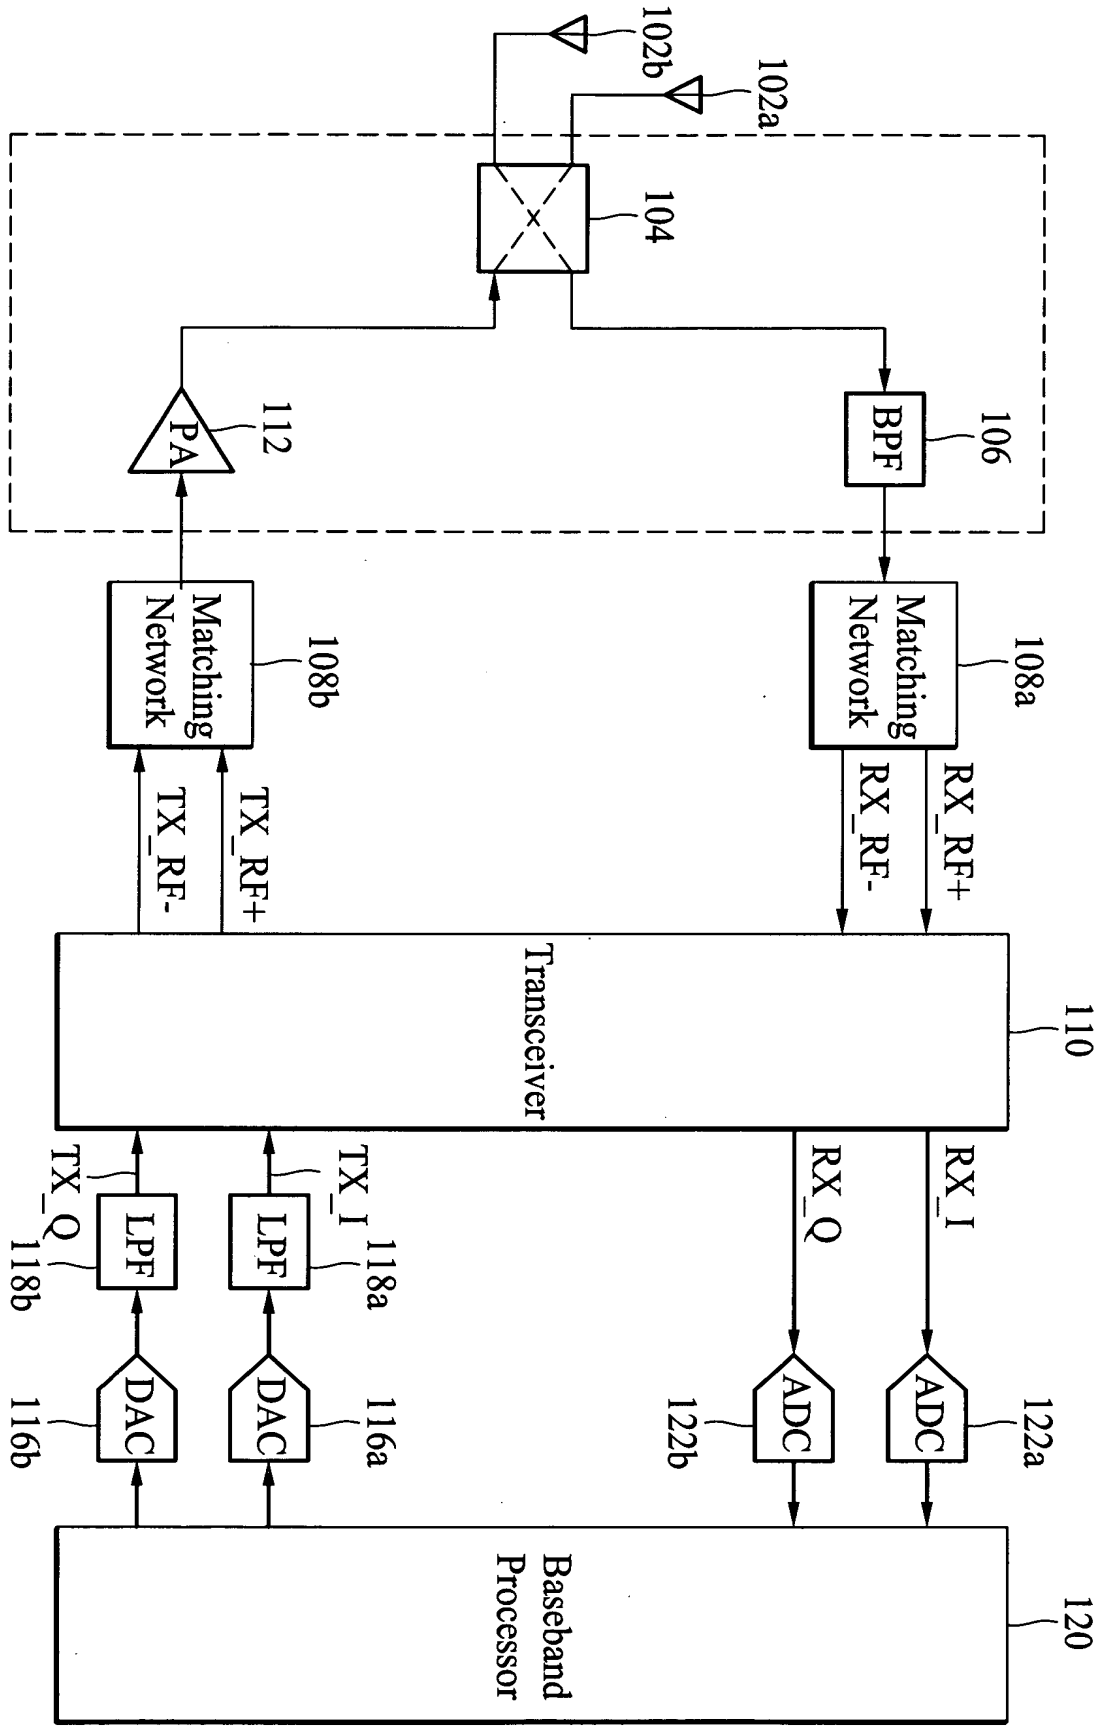 102b
102a
104
106
BPF
112
PA
108a
Matching
Network
108b
Matching
Network
RX_RF+
RX_RF-
TX_RF+
TX_RF-
110
Transceiver
RX_I
RX_Q
TX_I
TX_Q
118a
LPF
118b
LPF
122a
ADC
122b
ADC
116a
DAC
116b
DAC
120
Baseband
Processor